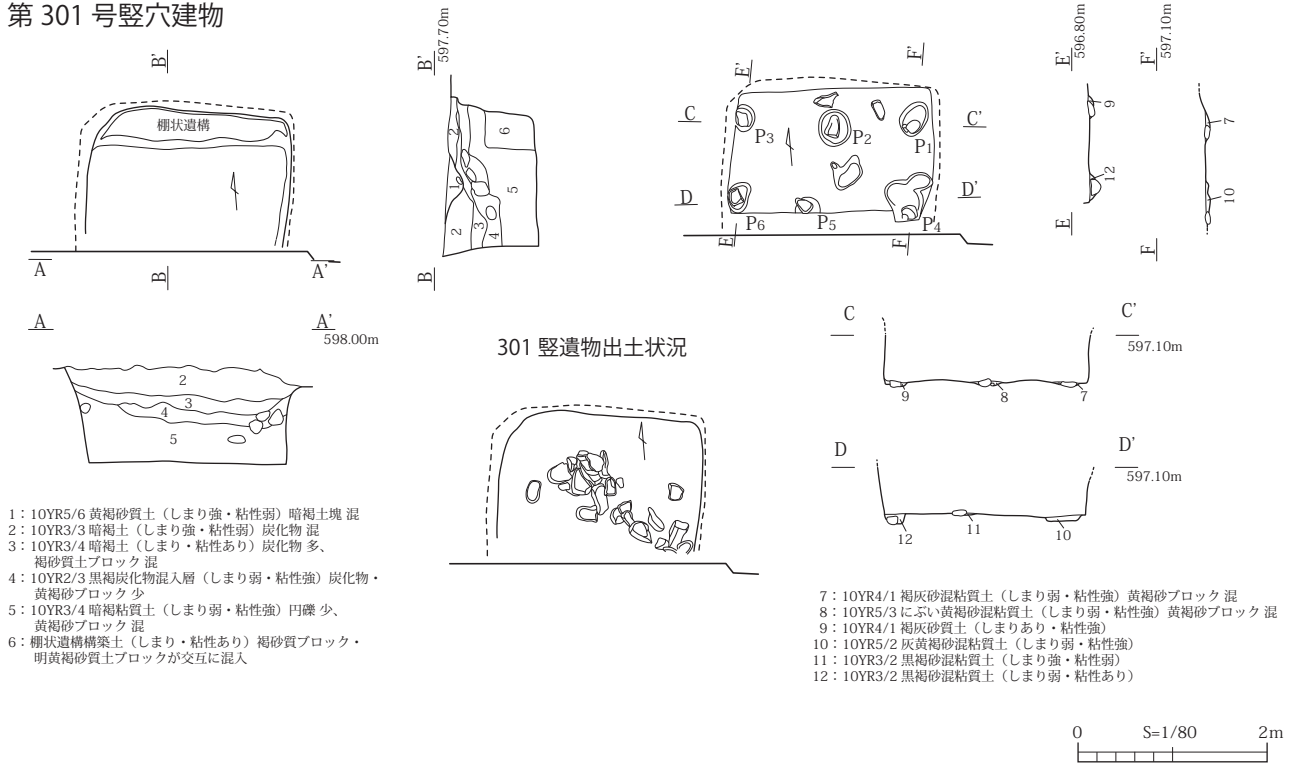 第 301 号竪穴建物
B'
棚状遺構
A
A'
B
B'
597.70m
2
6
1
5
2
3
4
B
E'
F'
C
C'
P3
P2
P1
D
D'
P6
P5
P4
E
F
E'
596.80m
9
12
E
F'
597.10m
7
10
F
A
A'
598.00m
2
3
4
5
301 竪遺物出土状況
C
C'
597.10m
9
8
7
D
D'
597.10m
12
11
10
1：10YR5/6 黄褐砂質土（しまり強・粘性弱）暗褐土塊 混
2：10YR3/3 暗褐土（しまり強・粘性弱）炭化物 混
3：10YR3/4 暗褐土（しまり・粘性あり）炭化物 多、
褐砂質土ブロック 混
4：10YR2/3 黒褐炭化物混入層（しまり弱・粘性強）炭化物・
黄褐砂ブロック 少
5：10YR3/4 暗褐粘質土（しまり弱・粘性強）円礫 少、
黄褐砂ブロック 混
6：棚状遺構構築土（しまり・粘性あり）褐砂質ブロック・
明黄褐砂質土ブロックが交互に混入
7：10YR4/1 褐灰砂混粘質土（しまり弱・粘性強）黄褐砂ブロック 混
8：10YR5/3 にぶい黄褐砂混粘質土（しまり弱・粘性強）黄褐砂ブロック 混
9：10YR4/1 褐灰砂質土（しまりあり・粘性強）
10：10YR5/2 灰黄褐砂混粘質土（しまり弱・粘性強）
11：10YR3/2 黒褐砂混粘質土（しまり強・粘性弱）
12：10YR3/2 黒褐砂混粘質土（しまり弱・粘性あり）
0 S=1/80 2m